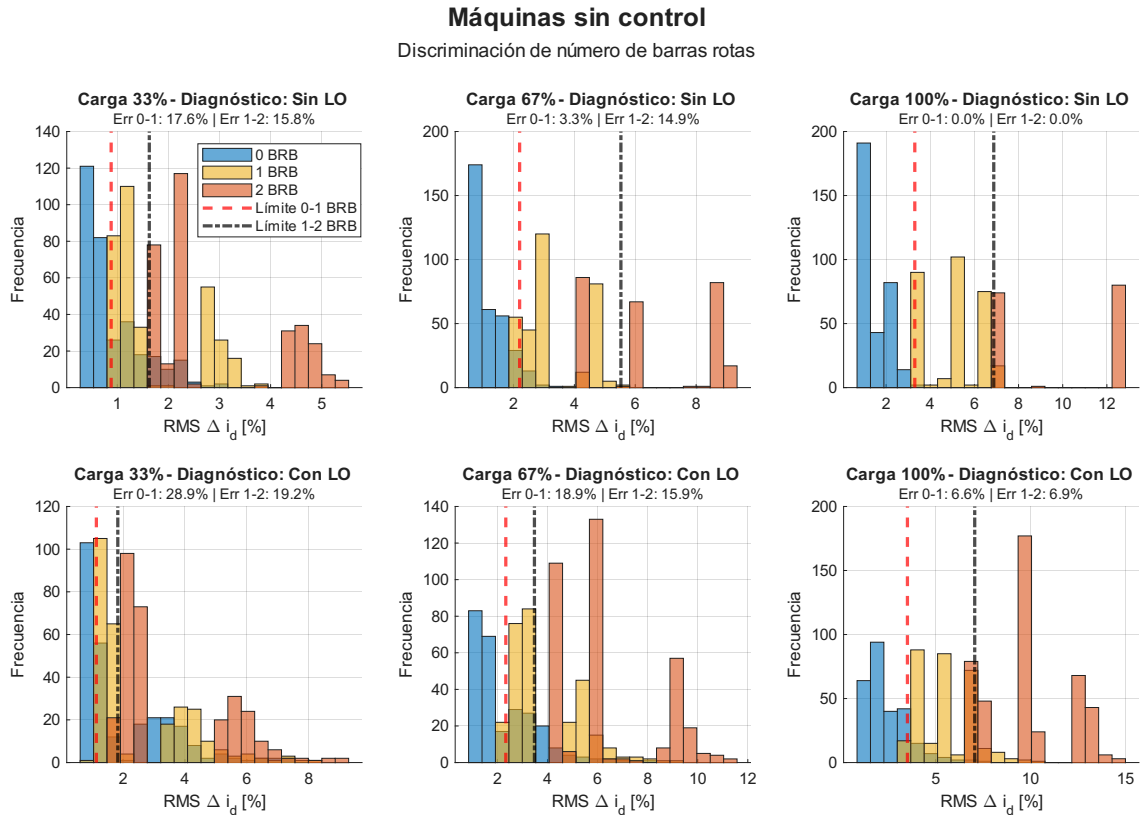 Máquinas sin control
Discriminación de número de barras rotas
Carga 33% - Diagnóstico: Sin LO
Err 0-1: 17.6% | Err 1-2: 15.8%
140
120
100
80
60
40
20
0
Frecuencia
1
2
3
4
5
RMS Δ i_d [%]
0 BRB
1 BRB
2 BRB
Límite 0-1 BRB
Límite 1-2 BRB
Carga 67% - Diagnóstico: Sin LO
Err 0-1: 3.3% | Err 1-2: 14.9%
200
150
100
50
0
Frecuencia
2
4
6
8
RMS Δ i_d [%]
Carga 100% - Diagnóstico: Sin LO
Err 0-1: 0.0% | Err 1-2: 0.0%
200
150
100
50
0
Frecuencia
2
4
6
8
10
12
RMS Δ i_d [%]
Carga 33% - Diagnóstico: Con LO
Err 0-1: 28.9% | Err 1-2: 19.2%
120
100
80
60
40
20
0
Frecuencia
2
4
6
8
RMS Δ i_d [%]
Carga 67% - Diagnóstico: Con LO
Err 0-1: 18.9% | Err 1-2: 15.9%
140
120
100
80
60
40
20
0
Frecuencia
2
4
6
8
10
12
RMS Δ i_d [%]
Carga 100% - Diagnóstico: Con LO
Err 0-1: 6.6% | Err 1-2: 6.9%
200
150
100
50
0
Frecuencia
5
10
15
RMS Δ i_d [%]